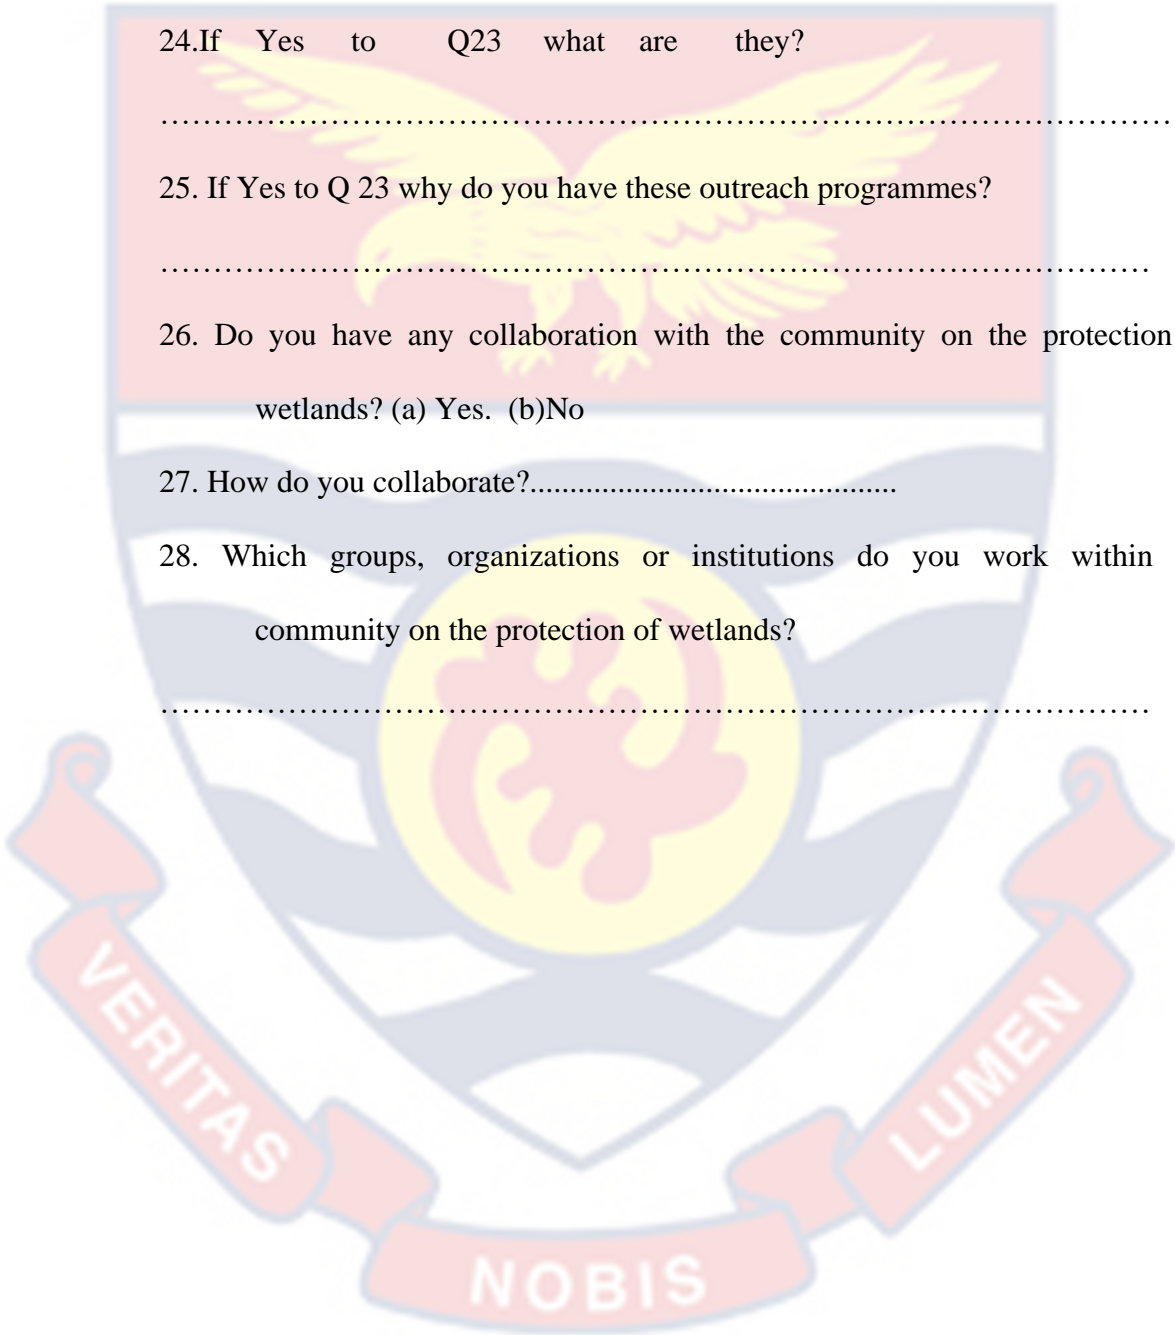 24.If Yes to Q23 what are they?
……………………………………………………………………………………
25. If Yes to Q 23 why do you have these outreach programmes?
…………………………………………………………………………………
26. Do you have any collaboration with the community on the protection
wetlands? (a) Yes. (b)No
27. How do you collaborate?.........................................
28. Which groups, organizations or institutions do you work within
community on the protection of wetlands?
…………………………………………………………………………………
VERITAS
NOBIS
LUMEN